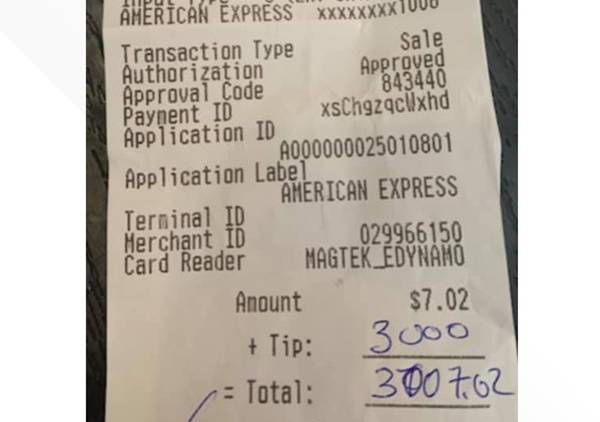 AMERICAN EXPRESS xxxxxxxx1008
Transaction Type Sale
Authorization Approved
Approval Code 843440
Payment ID xsChgzqcWxhd
Application ID
A000000025010801
Application Label
AMERICAN EXPRESS
Terminal ID
Merchant ID 029966150
Card Reader MAGTEK_EDYNAMO
Amount $7.02
+ Tip: 3000
= Total: 3007.02